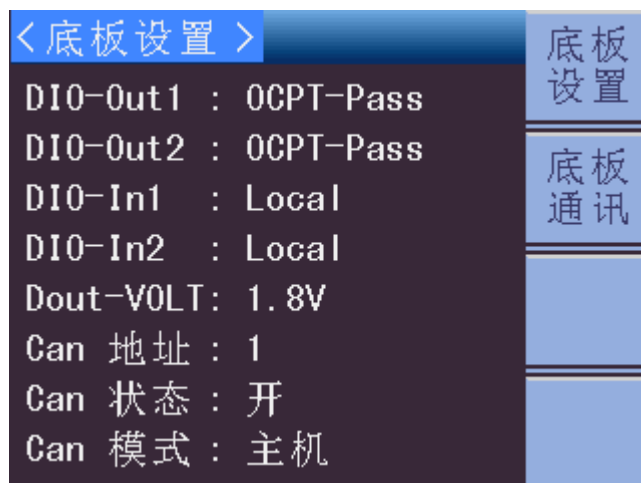 <底板设置 >
DIO-Out1 : OCPT-Pass
DIO-Out2 : OCPT-Pass
DIO-In1 : Local
DIO-In2 : Local
Dout-VOLT: 1.8V
Can 地址 : 1
Can 状态 : 开
Can 模式 : 主机
底板
设置
底板
通讯